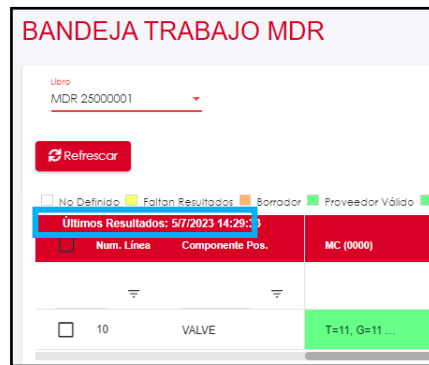 BANDEJA TRABAJO MDR
Libro
MDR 25000001
Refrescar
No Definido Faltan Resultados Borrador Proveedor Válido
Últimos Resultados: 5/7/2023 14:29:
Num. Línea Componente Pos. MC (0000)
10 VALVE T=11, G=11 ...